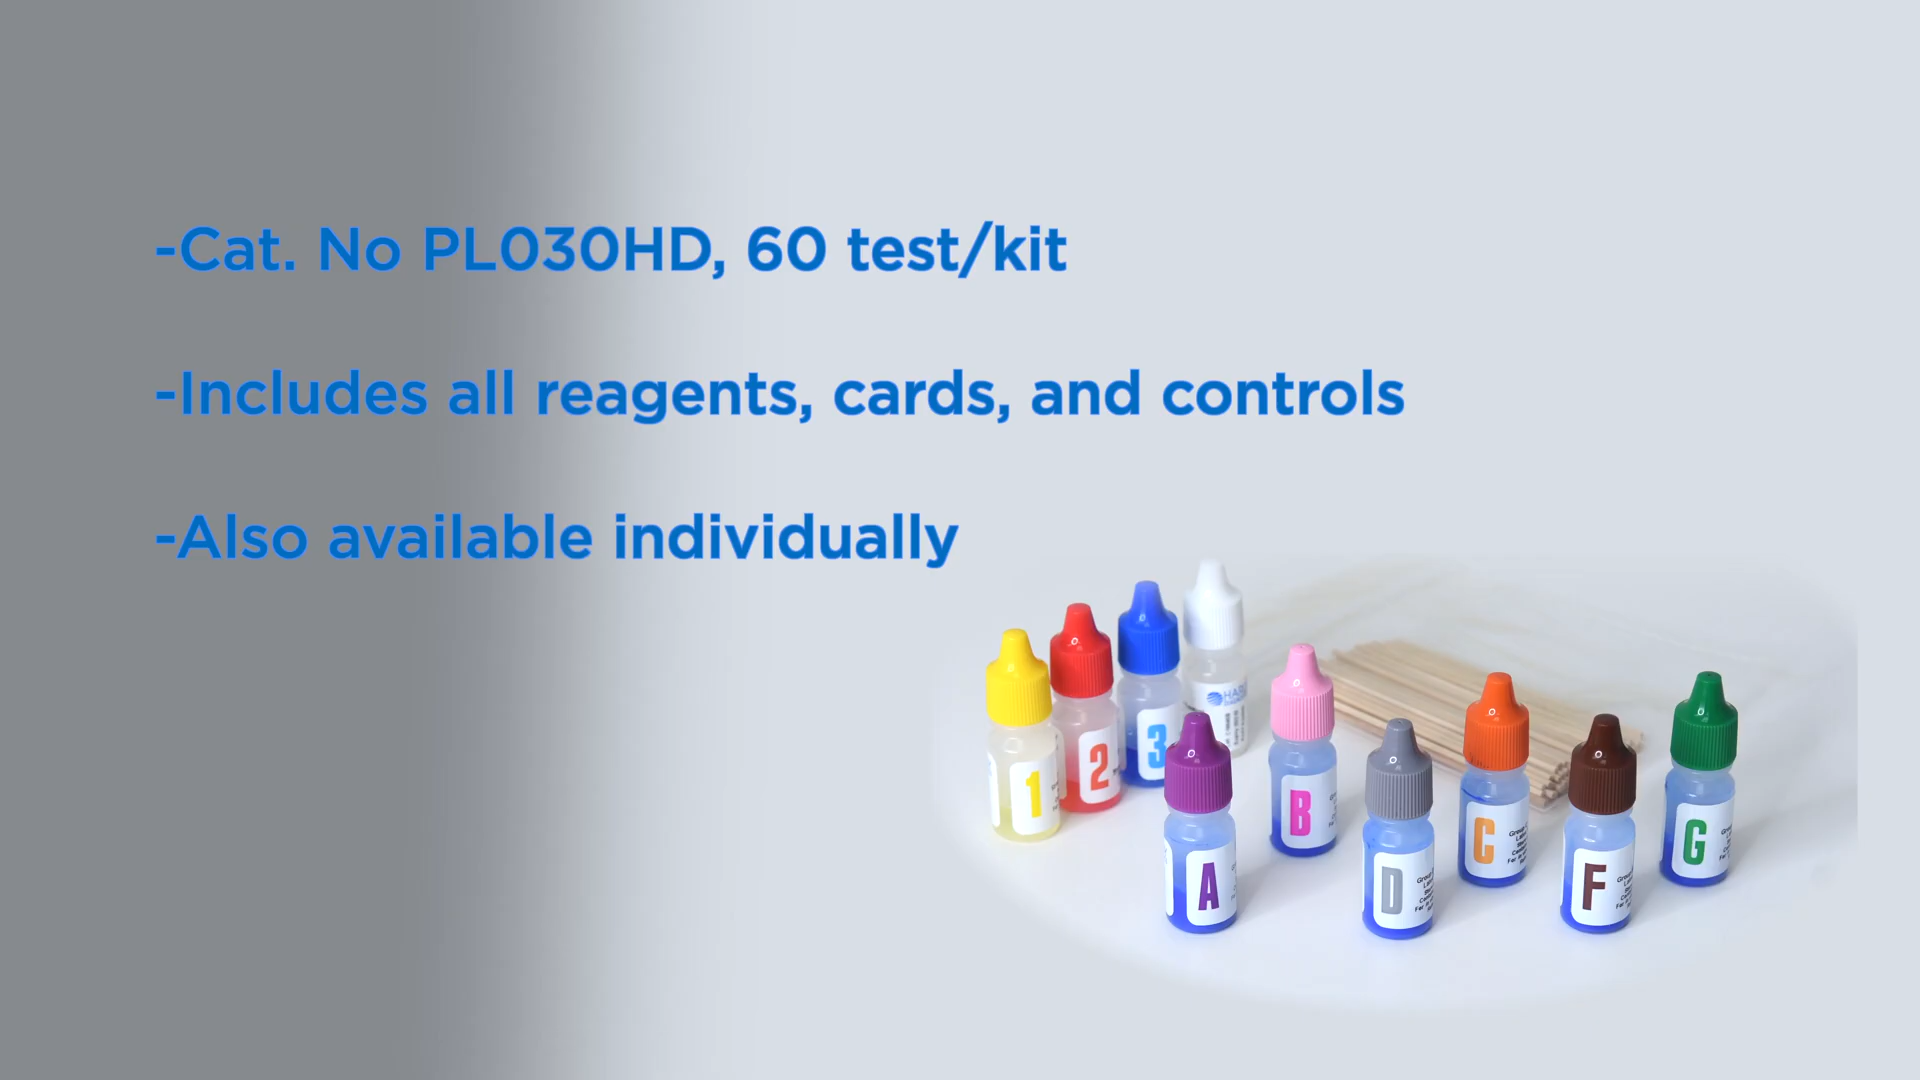 -Cat. No PL030HD, 60 test/kit
-Includes all reagents, cards, and controls
-Also available individually
1
2
3
A
B
D
C
F
G